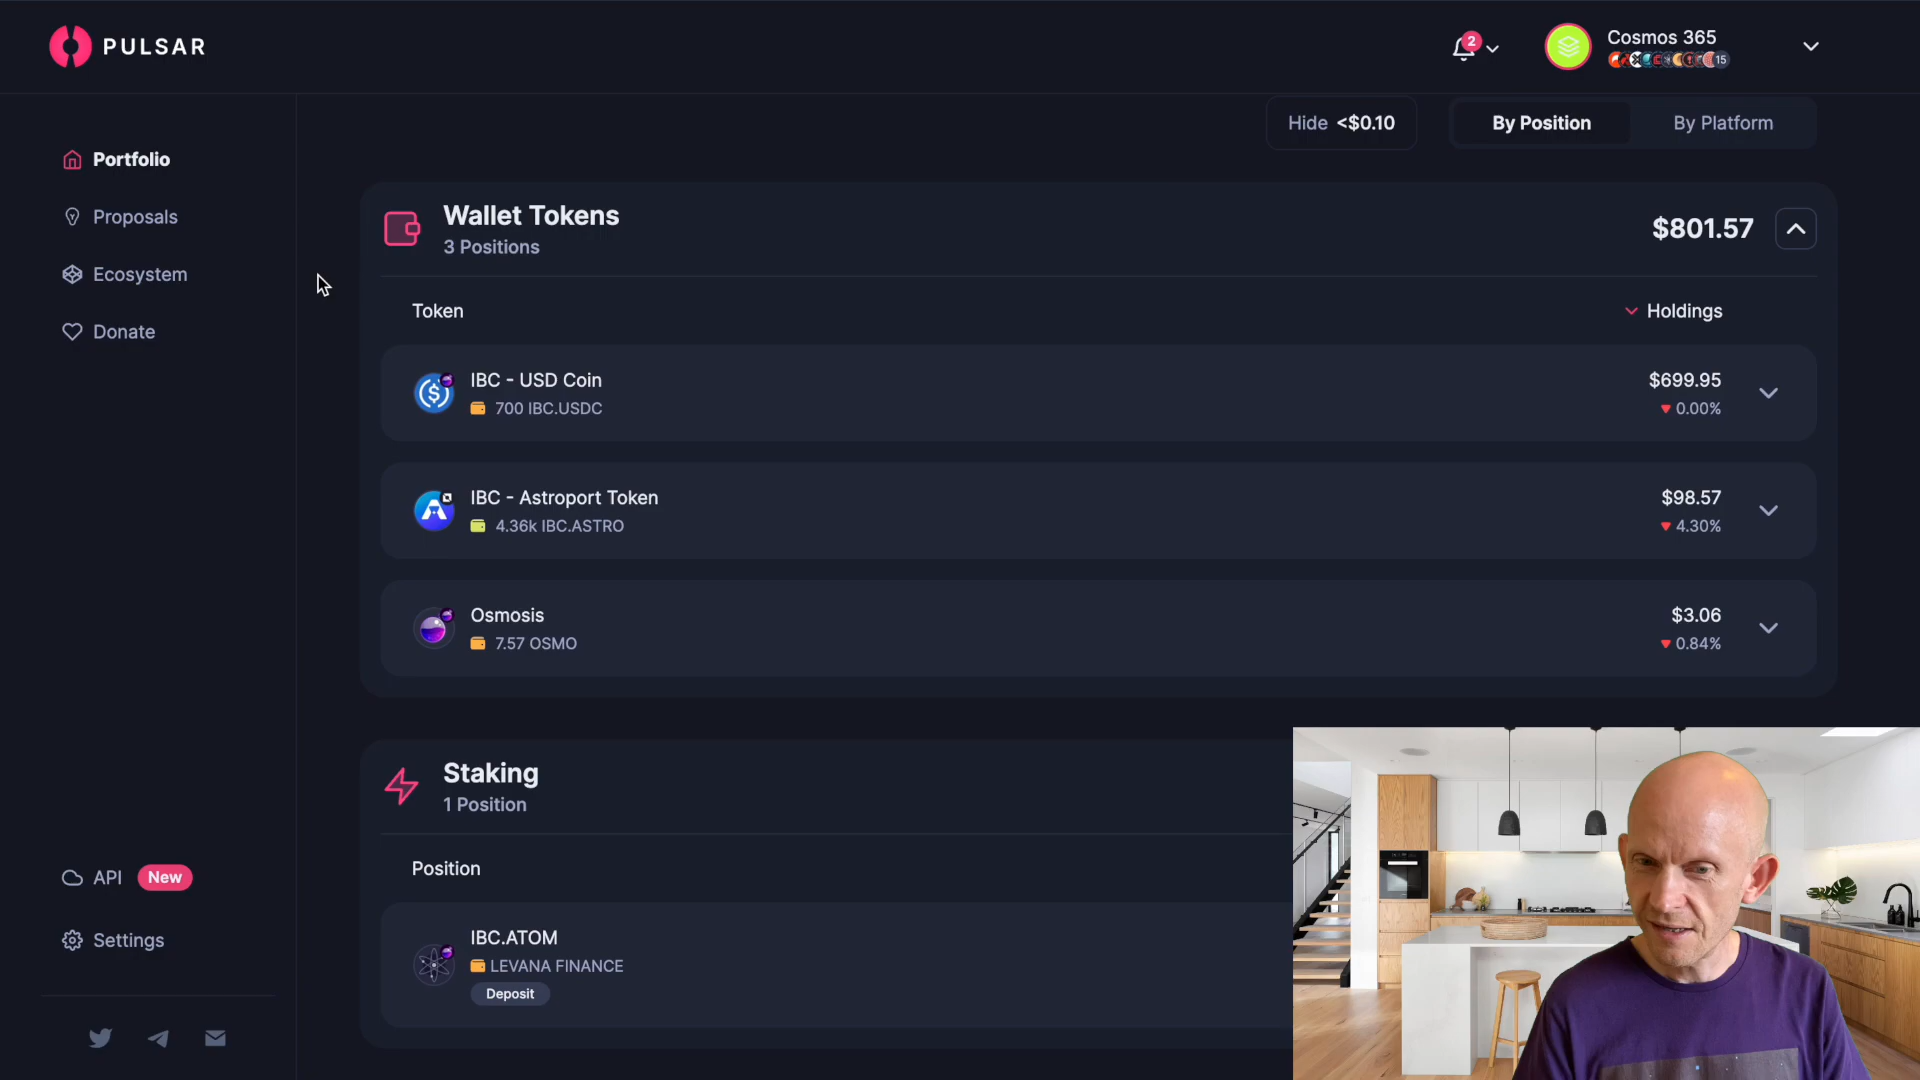 PULSAR
2
Cosmos 365
15
Portfolio
Proposals
Ecosystem
Donate
API New
Settings
Hide <$0.10
By Position
By Platform
Wallet Tokens
3 Positions
$801.57
Token
Holdings
IBC - USD Coin
700 IBC.USDC
$699.95
0.00%
IBC - Astroport Token
4.36k IBC.ASTRO
$98.57
4.30%
Osmosis
7.57 OSMO
$3.06
0.84%
Staking
1 Position
Position
IBC.ATOM
LEVANA FINANCE
Deposit